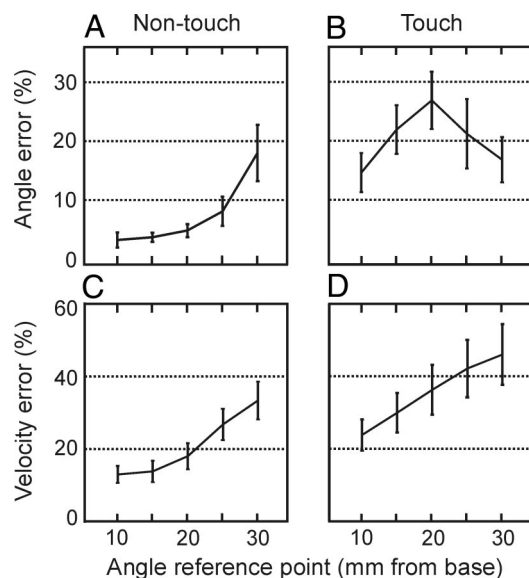 A Non-touch B Touch
Angle error (%)
30
20
10
0
C D
Velocity error (%)
60
40
20
0
10 20 30 10 20 30
Angle reference point (mm from base)